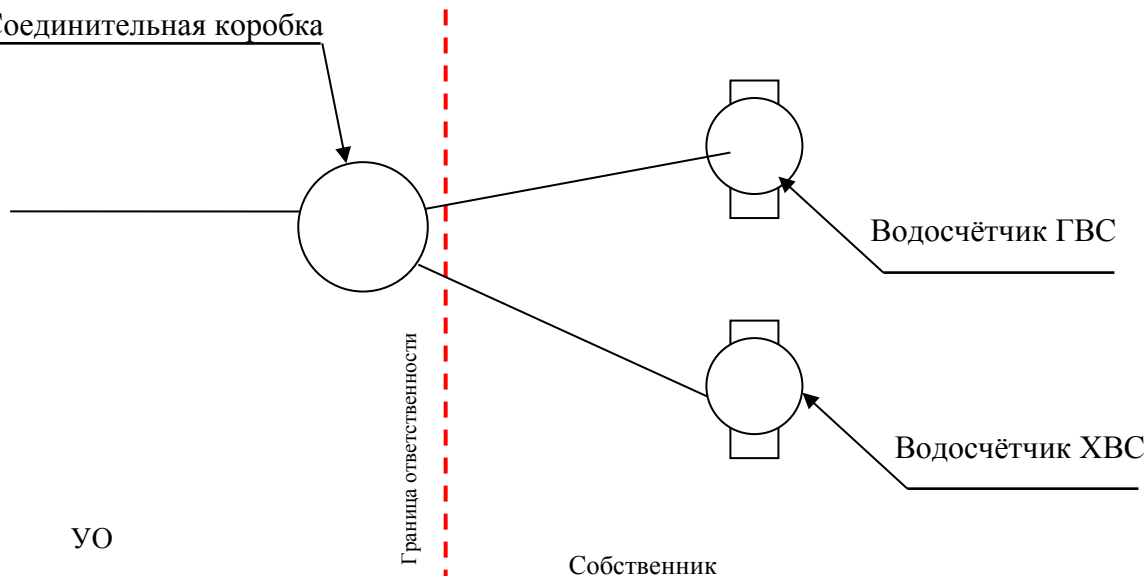 Соединительная коробка
Водосчётчик ГВС
Водосчётчик ХВС
Граница ответственности
УО
Собственник